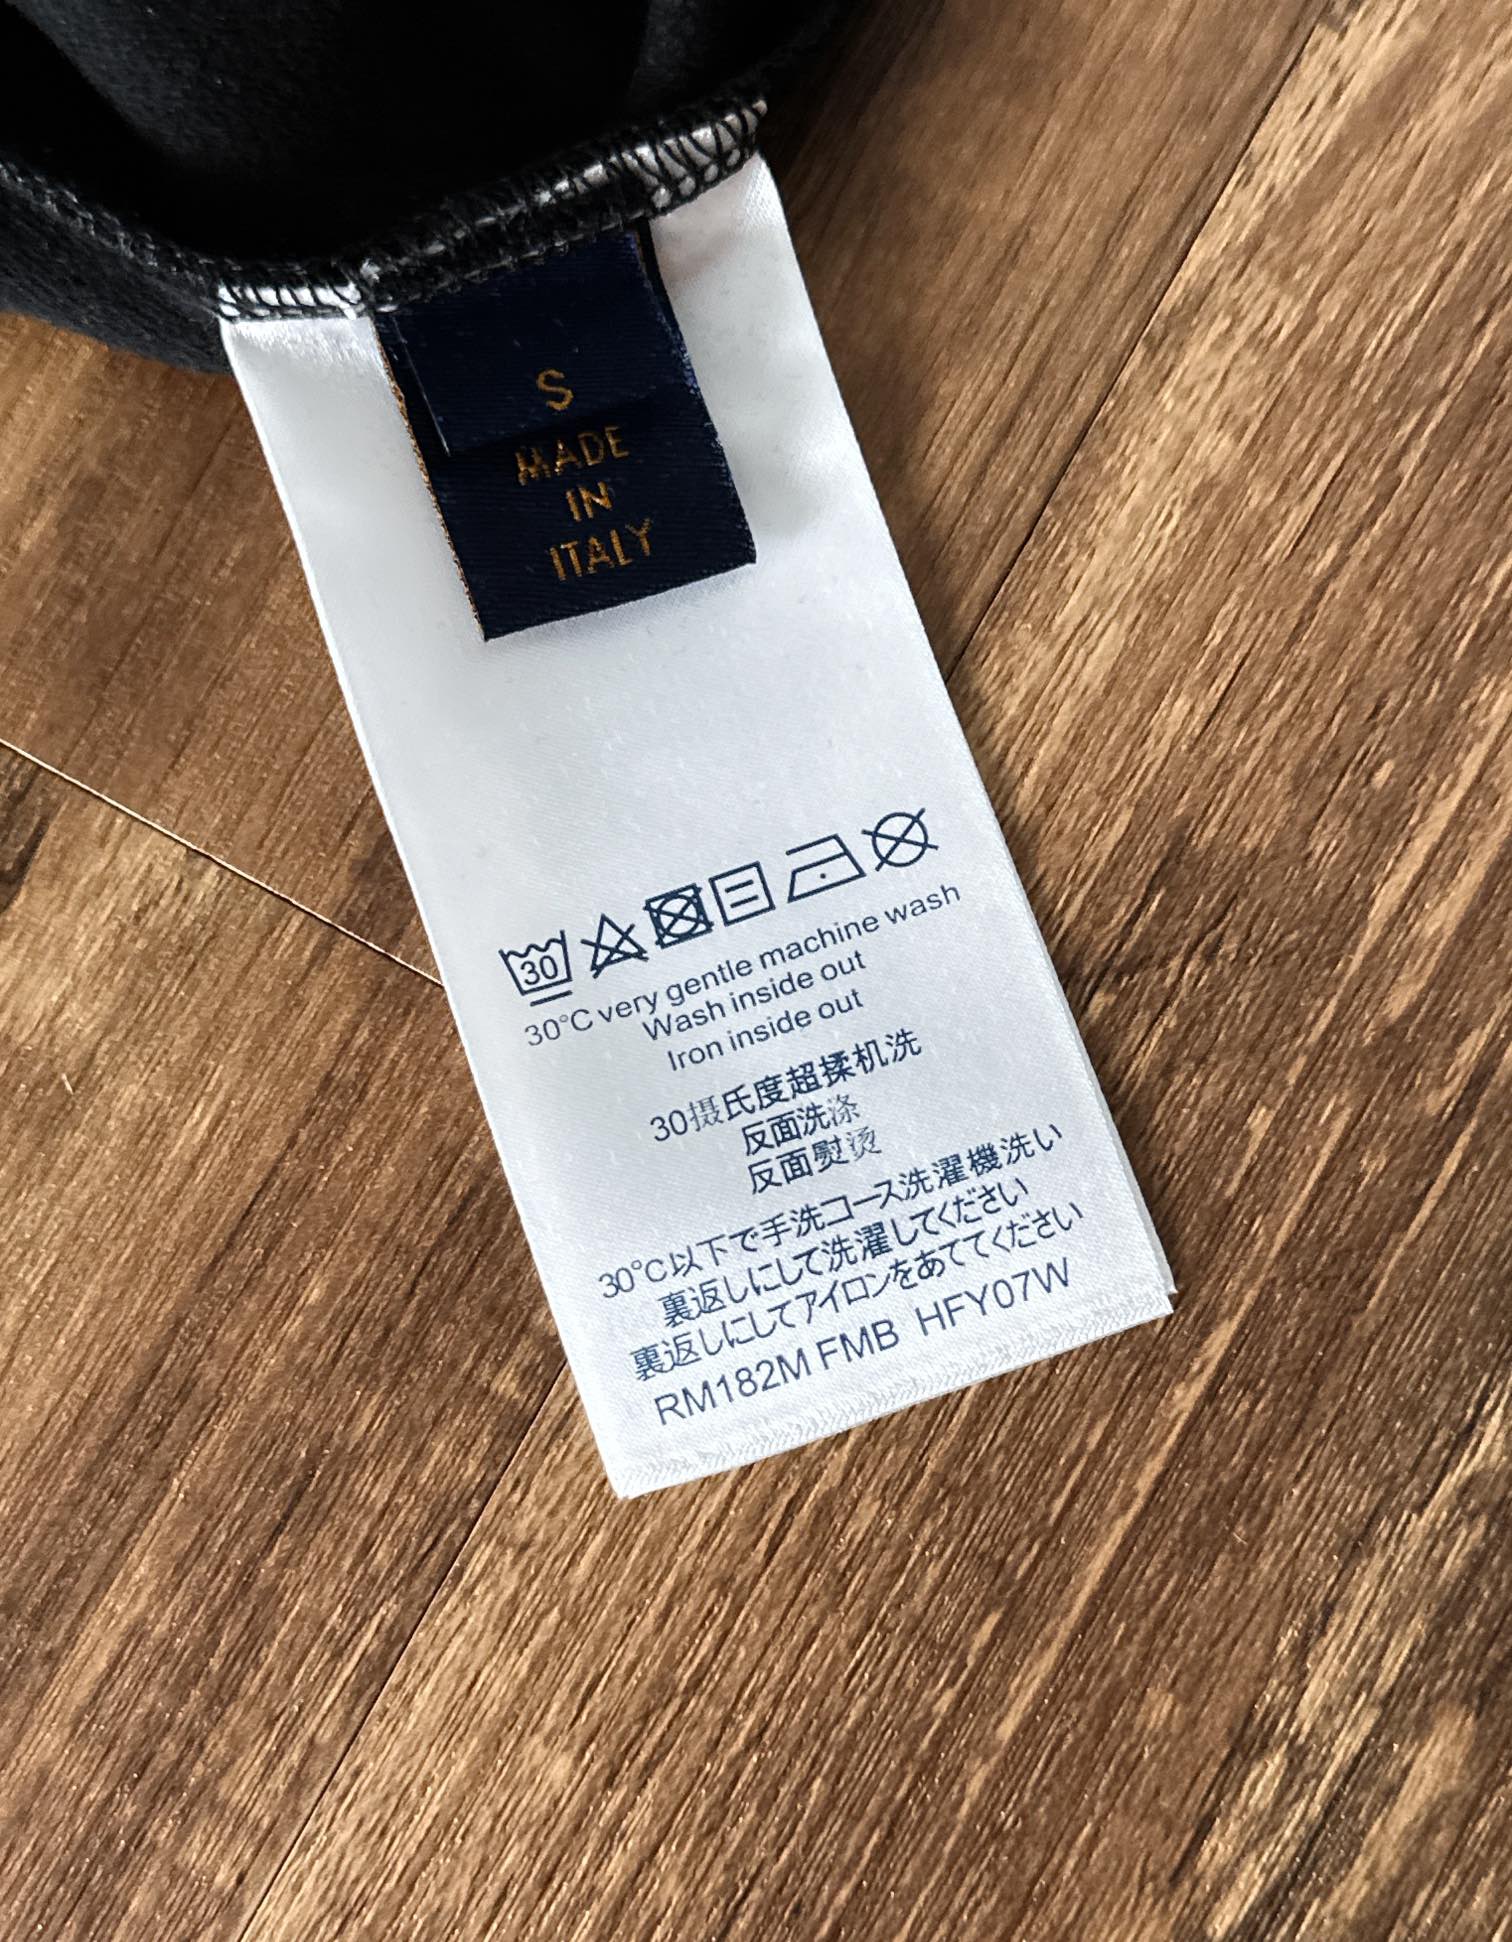 S
MADE
IN
ITALY
30
30°C very gentle machine wash
Wash inside out
Iron inside out
30摄氏度超揉机洗
反面洗涤
反面熨烫
30°C以下で手洗コース洗濯機洗い
裏返しにして洗濯してください
裏返しにしてアイロンをあててください
RM182M FMB HFY07W